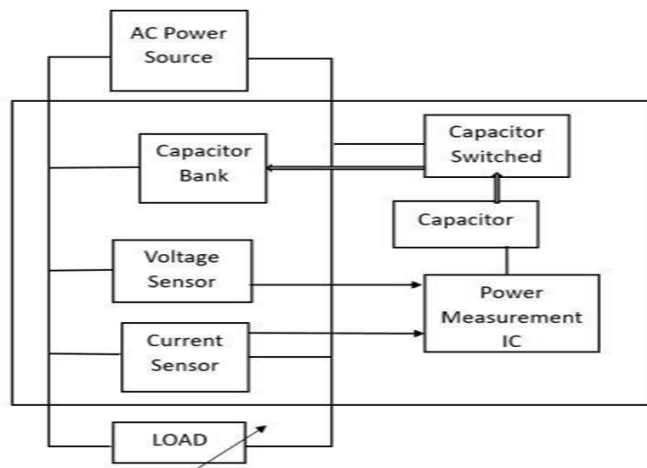 AC Power
Source
Capacitor
Switched
Capacitor
Bank
Capacitor
Voltage
Sensor
Power
Measurement
IC
Current
Sensor
LOAD